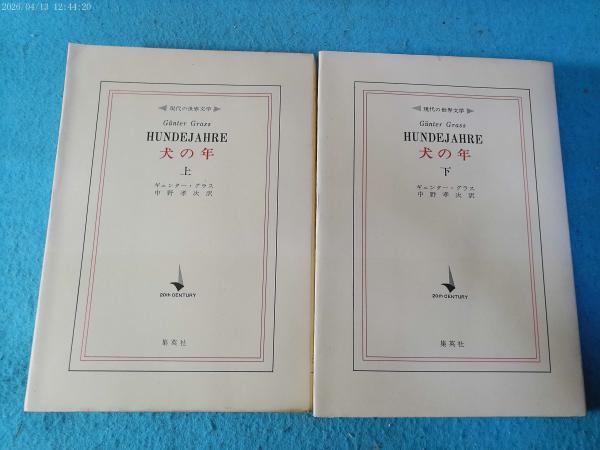 2026/04/13 12:44:20
現代の世界文学
Günter Grass
HUNDEJAHRE
犬の年
上
ギュンター・グラス
中野孝次訳
20th CENTURY
集英社
現代の世界文学
Günter Grass
HUNDEJAHRE
犬の年
下
ギュンター・グラス
中野孝次訳
20th CENTURY
集英社